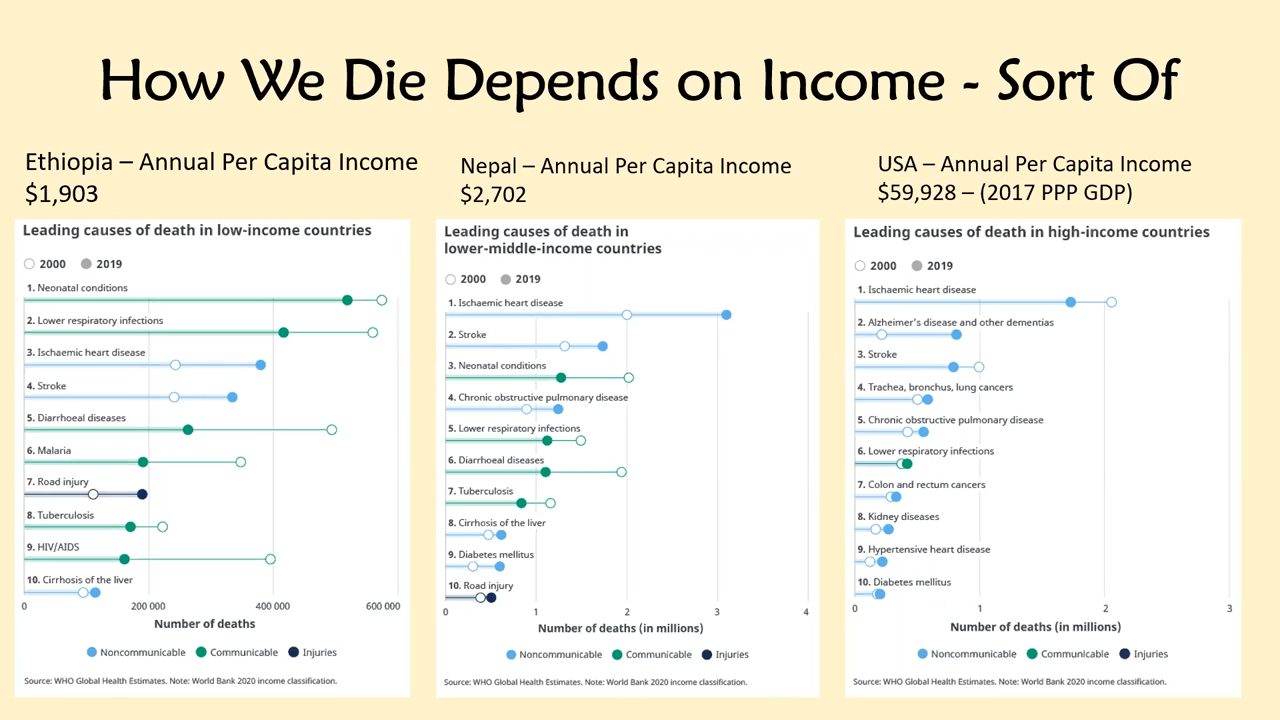 How We Die Depends on Income - Sort Of
Ethiopia – Annual Per Capita Income
$1,903
Leading causes of death in low-income countries
2000 2019
1. Neonatal conditions
2. Lower respiratory infections
3. Ischaemic heart disease
4. Stroke
5. Diarrhoeal diseases
6. Malaria
7. Road injury
8. Tuberculosis
9. HIV/AIDS
10. Cirrhosis of the liver
0 200 000 400 000 600 000
Number of deaths
Noncommunicable Communicable Injuries
Source: WHO Global Health Estimates. Note: World Bank 2020 income classification.
Nepal – Annual Per Capita Income
$2,702
Leading causes of death in
lower-middle-income countries
2000 2019
1. Ischaemic heart disease
2. Stroke
3. Neonatal conditions
4. Chronic obstructive pulmonary disease
5. Lower respiratory infections
6. Diarrhoeal diseases
7. Tuberculosis
8. Cirrhosis of the liver
9. Diabetes mellitus
10. Road injury
0 1 2 3 4
Number of deaths (in millions)
Noncommunicable Communicable Injuries
Source: WHO Global Health Estimates. Note: World Bank 2020 income classification.
USA – Annual Per Capita Income
$59,928 – (2017 PPP GDP)
Leading causes of death in high-income countries
2000 2019
1. Ischaemic heart disease
2. Alzheimer's disease and other dementias
3. Stroke
4. Trachea, bronchus, lung cancers
5. Chronic obstructive pulmonary disease
6. Lower respiratory infections
7. Colon and rectum cancers
8. Kidney diseases
9. Hypertensive heart disease
10. Diabetes mellitus
0 1 2 3
Number of deaths (in millions)
Noncommunicable Communicable Injuries
Source: WHO Global Health Estimates. Note: World Bank 2020 income classification.